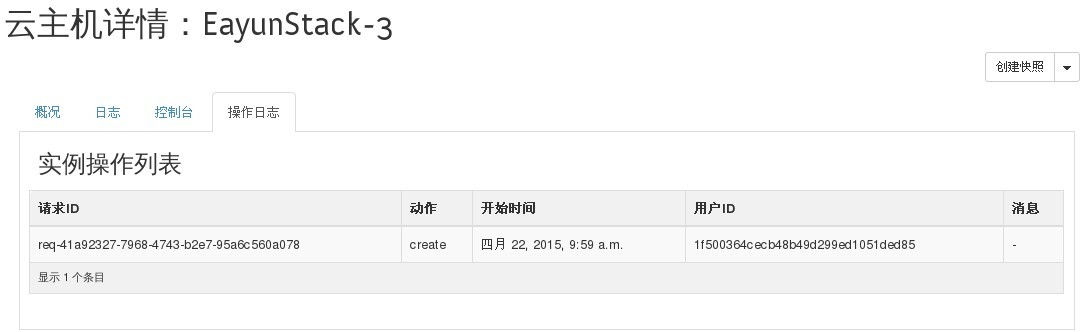 云主机详情：EayunStack-3
创建快照
概况 日志 控制台 操作日志
实例操作列表
请求ID 动作 开始时间 用户ID 消息
req-41a92327-7968-4743-b2e7-95a6c560a078 create 四月 22, 2015, 9:59 a.m. 1f500364cecb48b49d299ed1051ded85 -
显示 1 个条目